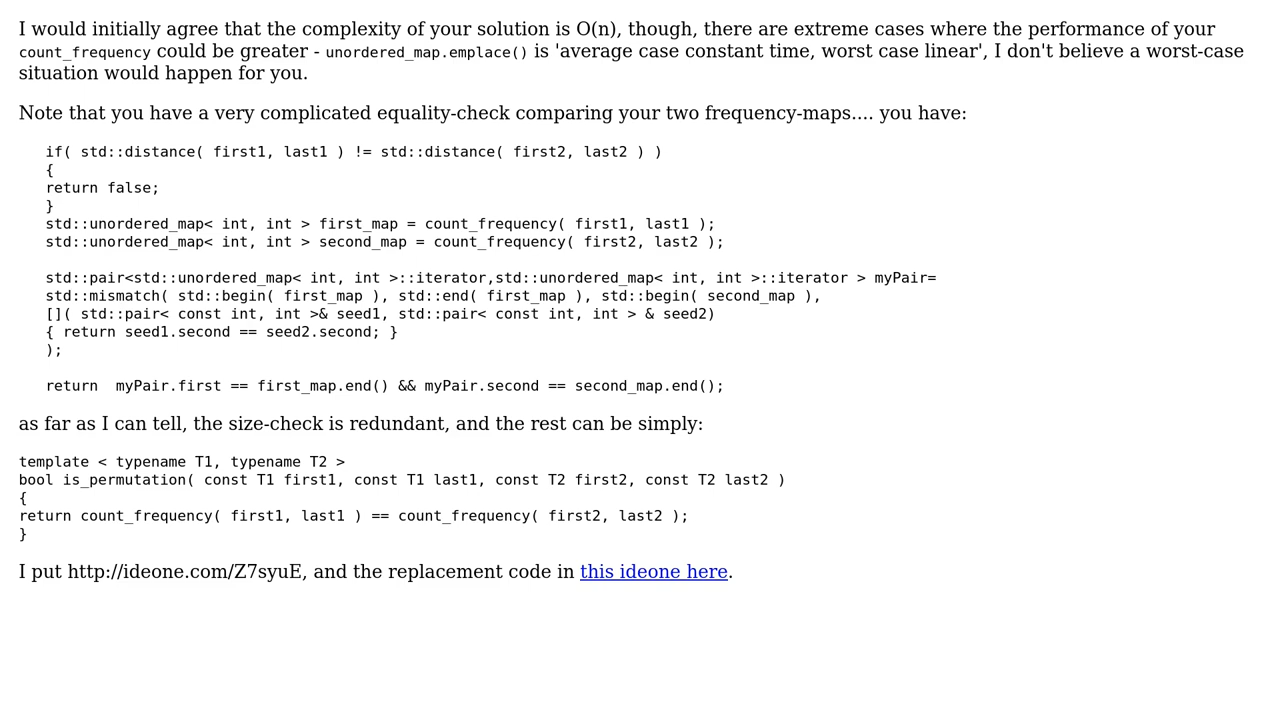 I would initially agree that the complexity of your solution is O(n), though, there are extreme cases where the performance of your
count_frequency could be greater - unordered_map.emplace() is 'average case constant time, worst case linear', I don't believe a worst-case
situation would happen for you.
Note that you have a very complicated equality-check comparing your two frequency-maps.... you have:
if( std::distance( first1, last1 ) != std::distance( first2, last2 ) )
{
return false;
}
std::unordered_map< int, int > first_map = count_frequency( first1, last1 );
std::unordered_map< int, int > second_map = count_frequency( first2, last2 );
std::pair<std::unordered_map< int, int >::iterator,std::unordered_map< int, int >::iterator > myPair=
std::mismatch( std::begin( first_map ), std::end( first_map ), std::begin( second_map ),
[]( std::pair< const int, int >& seed1, std::pair< const int, int > & seed2)
{ return seed1.second == seed2.second; }
);
return  myPair.first == first_map.end() && myPair.second == second_map.end();
as far as I can tell, the size-check is redundant, and the rest can be simply:
template < typename T1, typename T2 >
bool is_permutation( const T1 first1, const T1 last1, const T2 first2, const T2 last2 )
{
return count_frequency( first1, last1 ) == count_frequency( first2, last2 );
}
I put http://ideone.com/Z7syuE, and the replacement code in this ideone here.